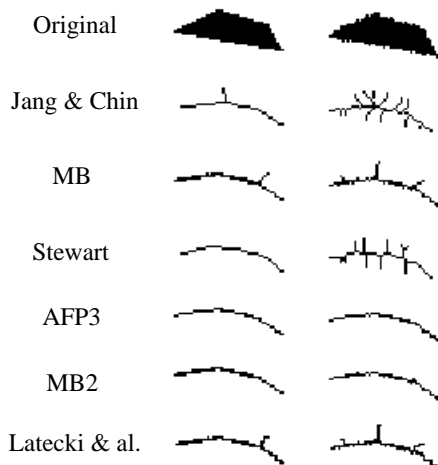 Original
Jang & Chin
MB
Stewart
AFP3
MB2
Latecki & al.